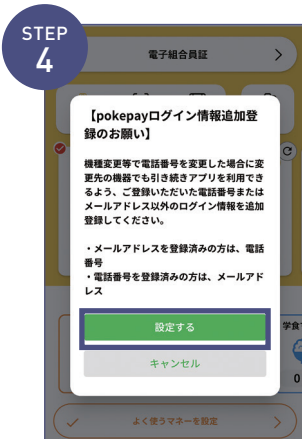 STEP
4
電子組合員証
【pokepayログイン情報追加登
録のお願い】
機種変更等で電話番号を変更した場合に変
更先の機器でも引き続きアプリを利用でき
るよう、ご登録いただいた電話番号または
メールアドレス以外のログイン情報を追加
登録してください。
・メールアドレスを登録済みの方は、電話
番号
・電話番号を登録済みの方は、メールアド
レス
設定する
キャンセル
学食
0
よく使うマネーを設定